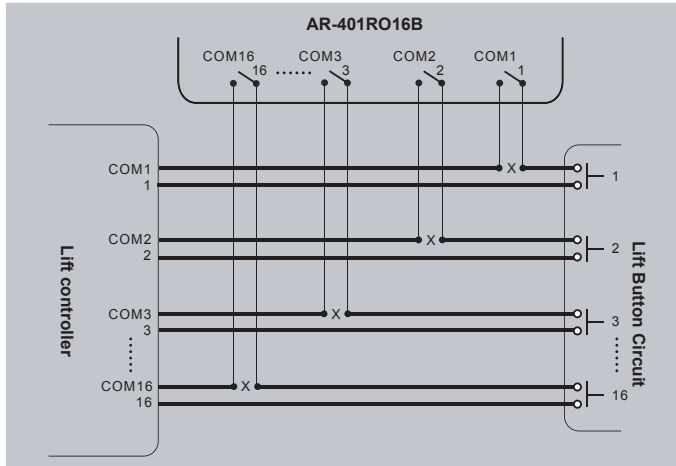 AR-401RO16B
COM16 COM3 COM2 COM1
16 ...... 3 2 1
COM1 X
1
1
COM2 X
2
2
COM3 X
3
3
......
......
COM16 X
16
16
Lift controller
Lift Button Circuit